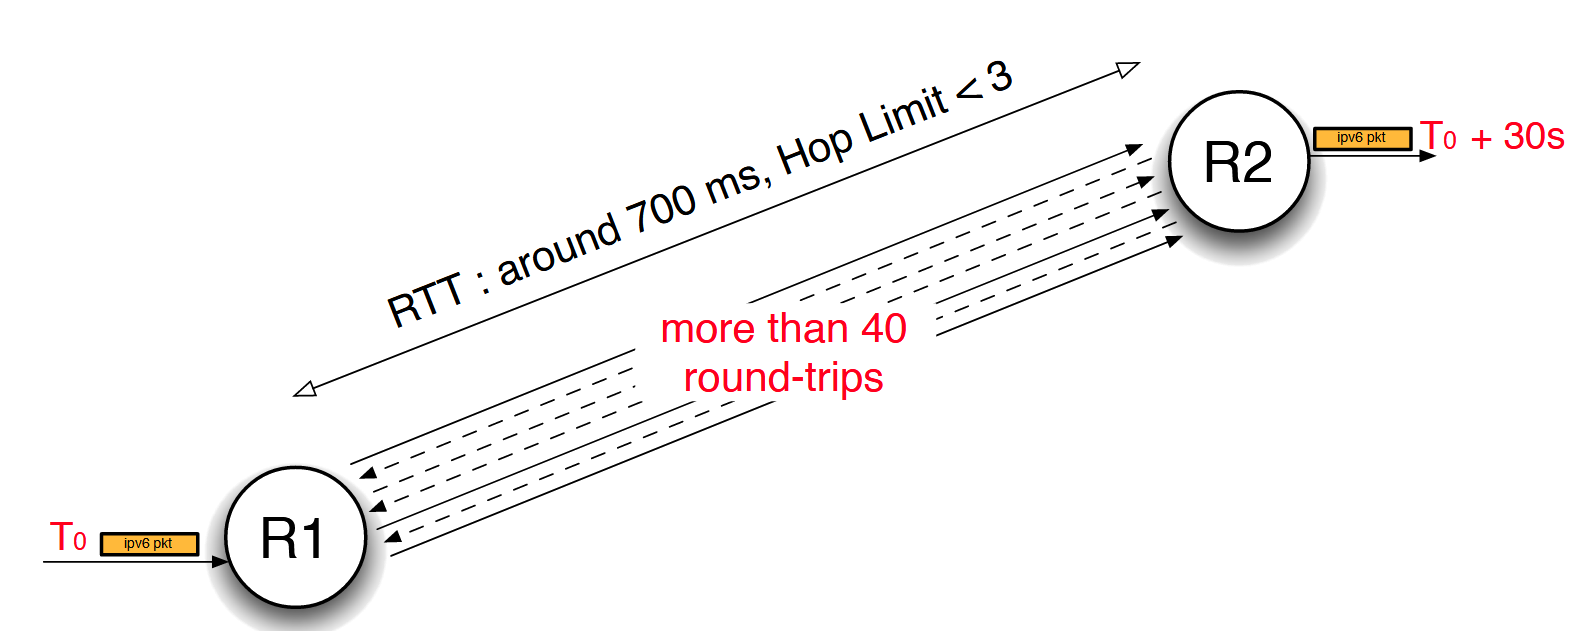 RTT : around 700 ms, Hop Limit < 3
R2
ipv6 pkt
T0 + 30s
more than 40
round-trips
T0
ipv6 pkt
R1